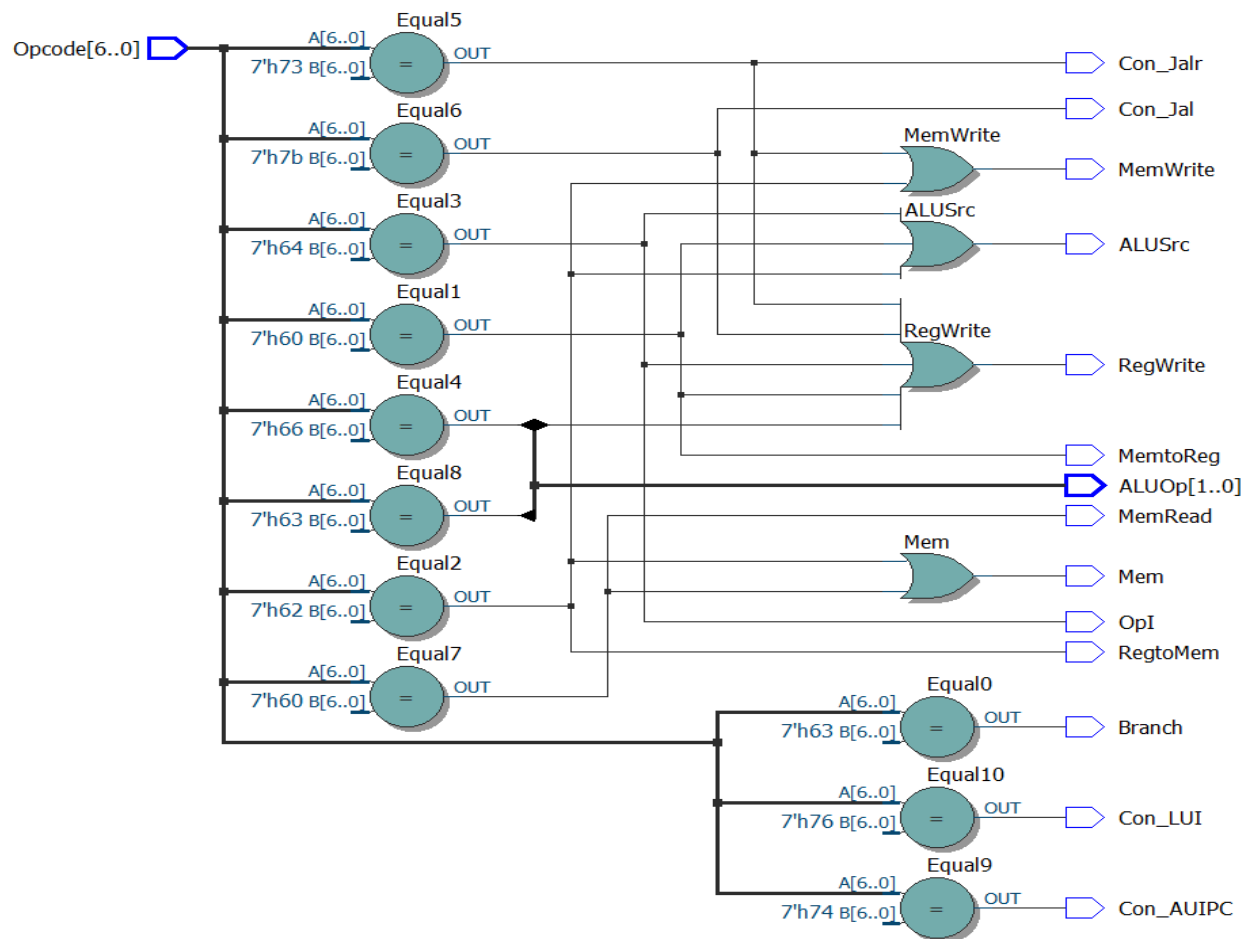 Opcode[6..0]
Equal5
A[6..0]
7'h73 B[6..0]
=
OUT
Equal6
A[6..0]
7'h7b B[6..0]
=
OUT
Equal3
A[6..0]
7'h64 B[6..0]
=
OUT
Equal1
A[6..0]
7'h60 B[6..0]
=
OUT
Equal4
A[6..0]
7'h66 B[6..0]
=
OUT
Equal8
A[6..0]
7'h63 B[6..0]
=
OUT
Equal2
A[6..0]
7'h62 B[6..0]
=
OUT
Equal7
A[6..0]
7'h60 B[6..0]
=
OUT
MemWrite
ALUSrc
RegWrite
Mem
Equal0
A[6..0]
7'h63 B[6..0]
=
OUT
Equal10
A[6..0]
7'h76 B[6..0]
=
OUT
Equal9
A[6..0]
7'h74 B[6..0]
=
OUT
Con_Jalr
Con_Jal
MemWrite
ALUSrc
RegWrite
MemtoReg
ALUOp[1..0]
MemRead
Mem
OpI
RegtoMem
Branch
Con_LUI
Con_AUIPC